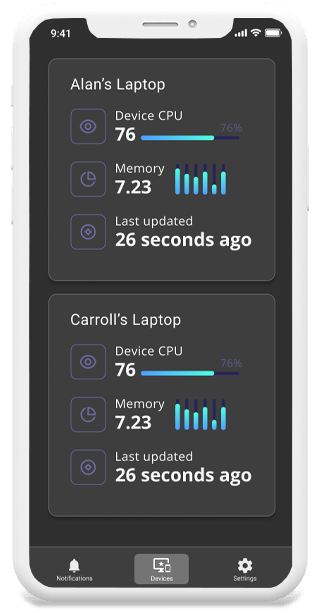 9:41
Alan's Laptop
Device CPU
76 76%
Memory
7.23
Last updated
26 seconds ago
Carroll's Laptop
Device CPU
76 76%
Memory
7.23
Last updated
26 seconds ago
Notifications Devices Settings